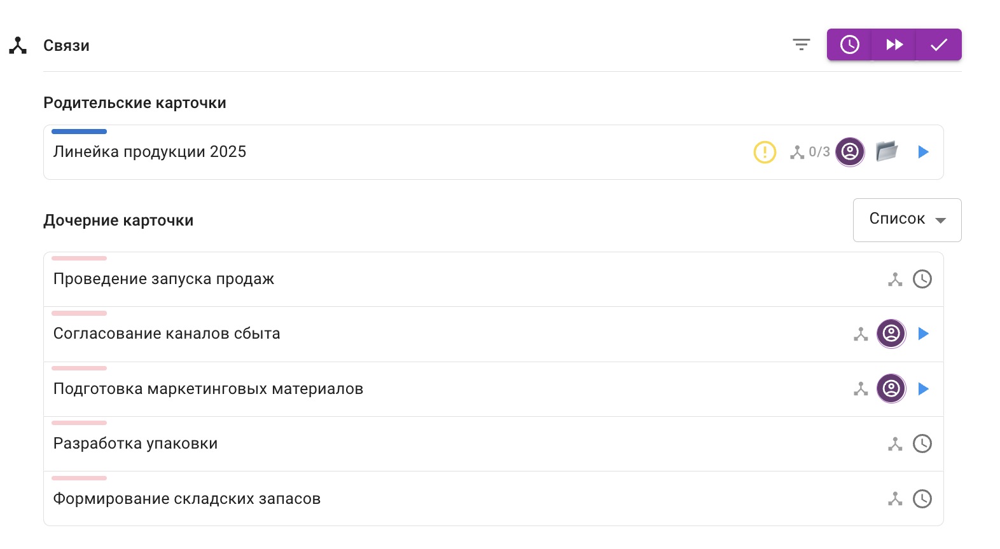 Связи
Родительские карточки
Линейка продукции 2025
0/3
Дочерние карточки
Список
Проведение запуска продаж
Согласование каналов сбыта
Подготовка маркетинговых материалов
Разработка упаковки
Формирование складских запасов